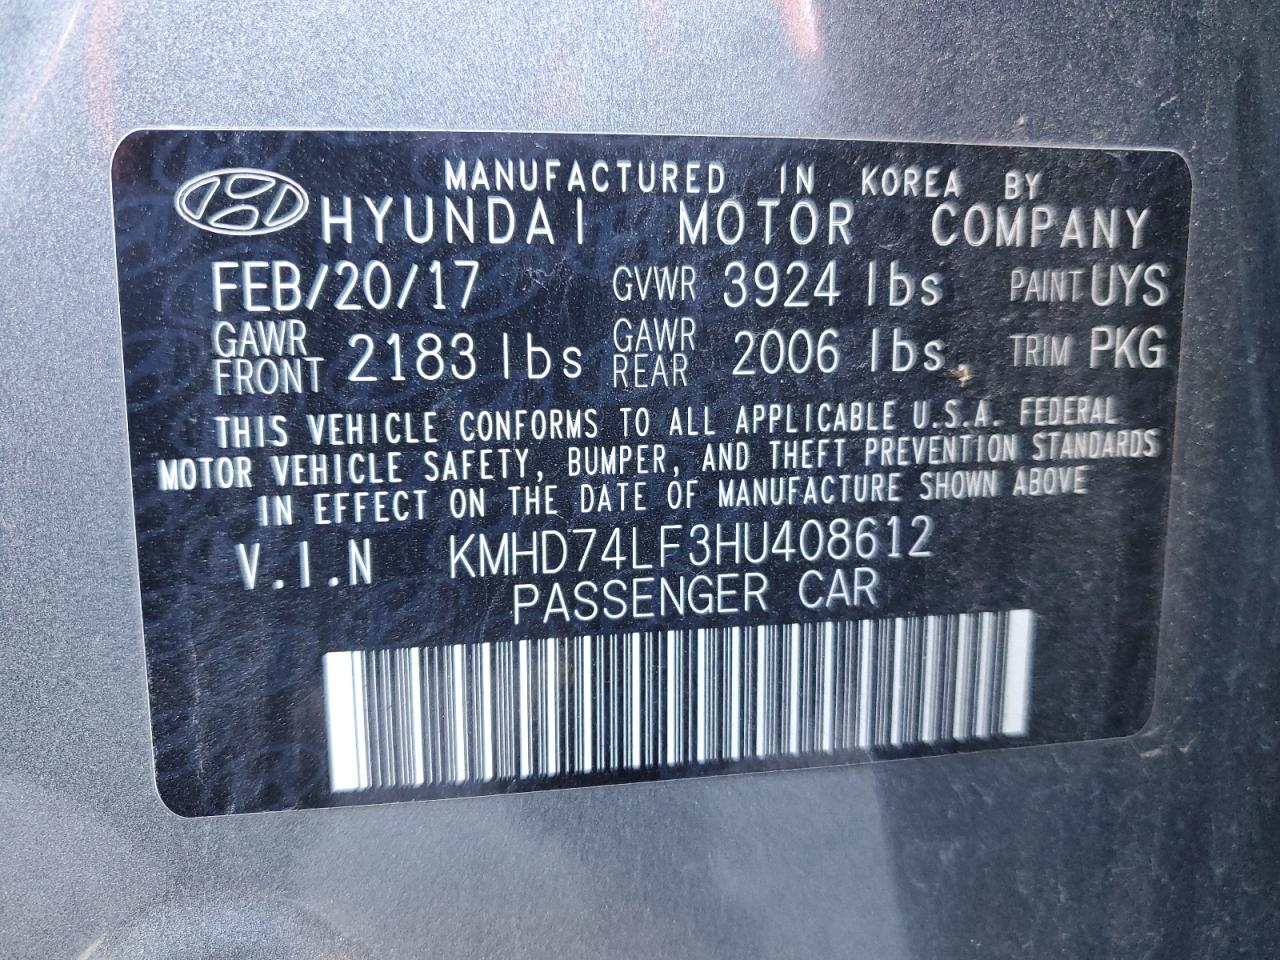 MANUFACTURED IN KOREA BY
HYUNDAI MOTOR COMPANY
FEB/20/17 GVWR 3924 lbs PAINT UYS
GAWR FRONT 2183 lbs GAWR REAR 2006 lbs TRIM PKG
THIS VEHICLE CONFORMS TO ALL APPLICABLE U.S.A. FEDERAL
MOTOR VEHICLE SAFETY, BUMPER, AND THEFT PREVENTION STANDARDS
IN EFFECT ON THE DATE OF MANUFACTURE SHOWN ABOVE
V.I.N KMHD74LF3HU408612
PASSENGER CAR